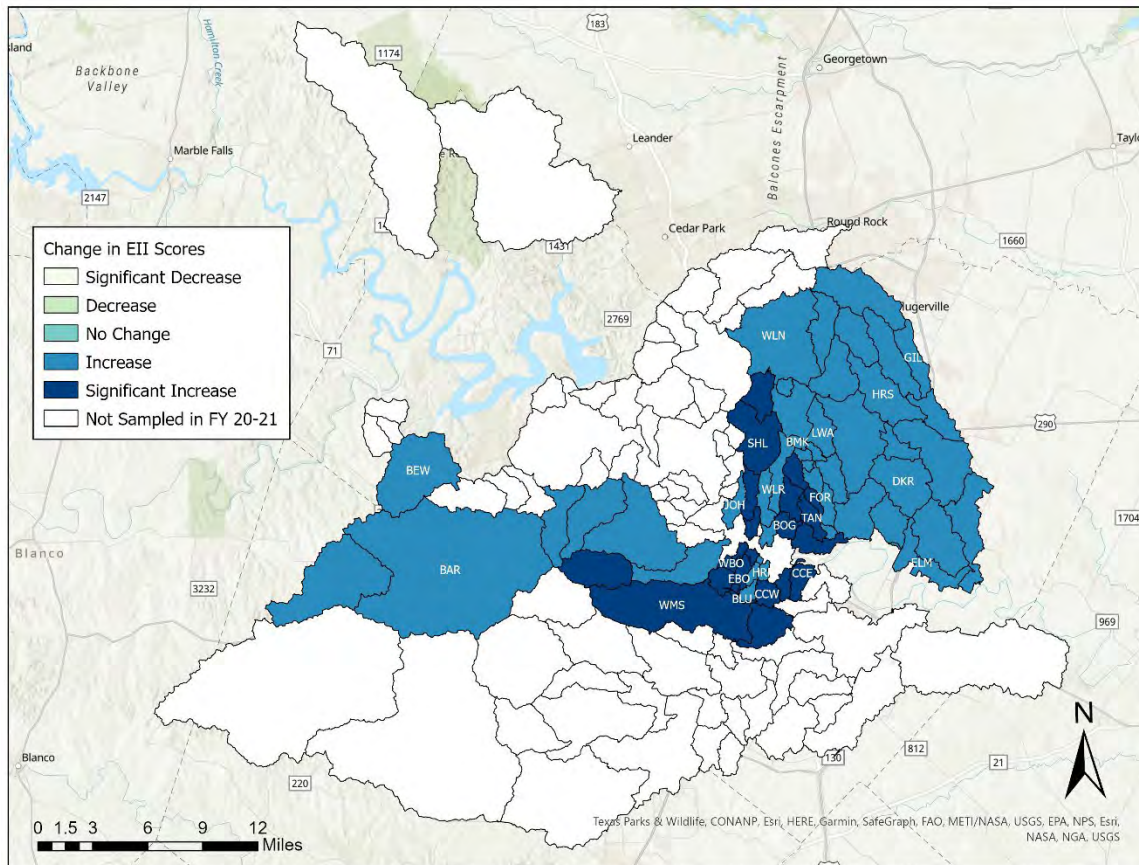 Hamilton
Creek
183
island
Backbone
Valley
1174
Georgetown
Balcones Escarpment
Leander
Taylo
Marble Falls
2147
Change in EII Scores
Significant Decrease
Decrease
No Change
Increase
Significant Increase
Not Sampled in FY 20-21
1431
Cedar Park
Round Rock
1660
2769
71
WLN
lugerville
GIL
HRS
290
SHL
BMK
LWA
BEW
WLR
JOH
FOR
DKR
BOG
TAN
1704
Blanco
BAR
WBO
EBO
HRI
CCE
ELM
3232
WMS
BLU
CCW
969
N
812
130
21
Blanco
220
0 1.5 3 6 9 12
Miles
Texas Parks & Wildlife, CONANP, Esri, HERE, Garmin, SafeGraph, FAO, METI/NASA, USGS, EPA, NPS, Esri,
NASA, NGA, USGS